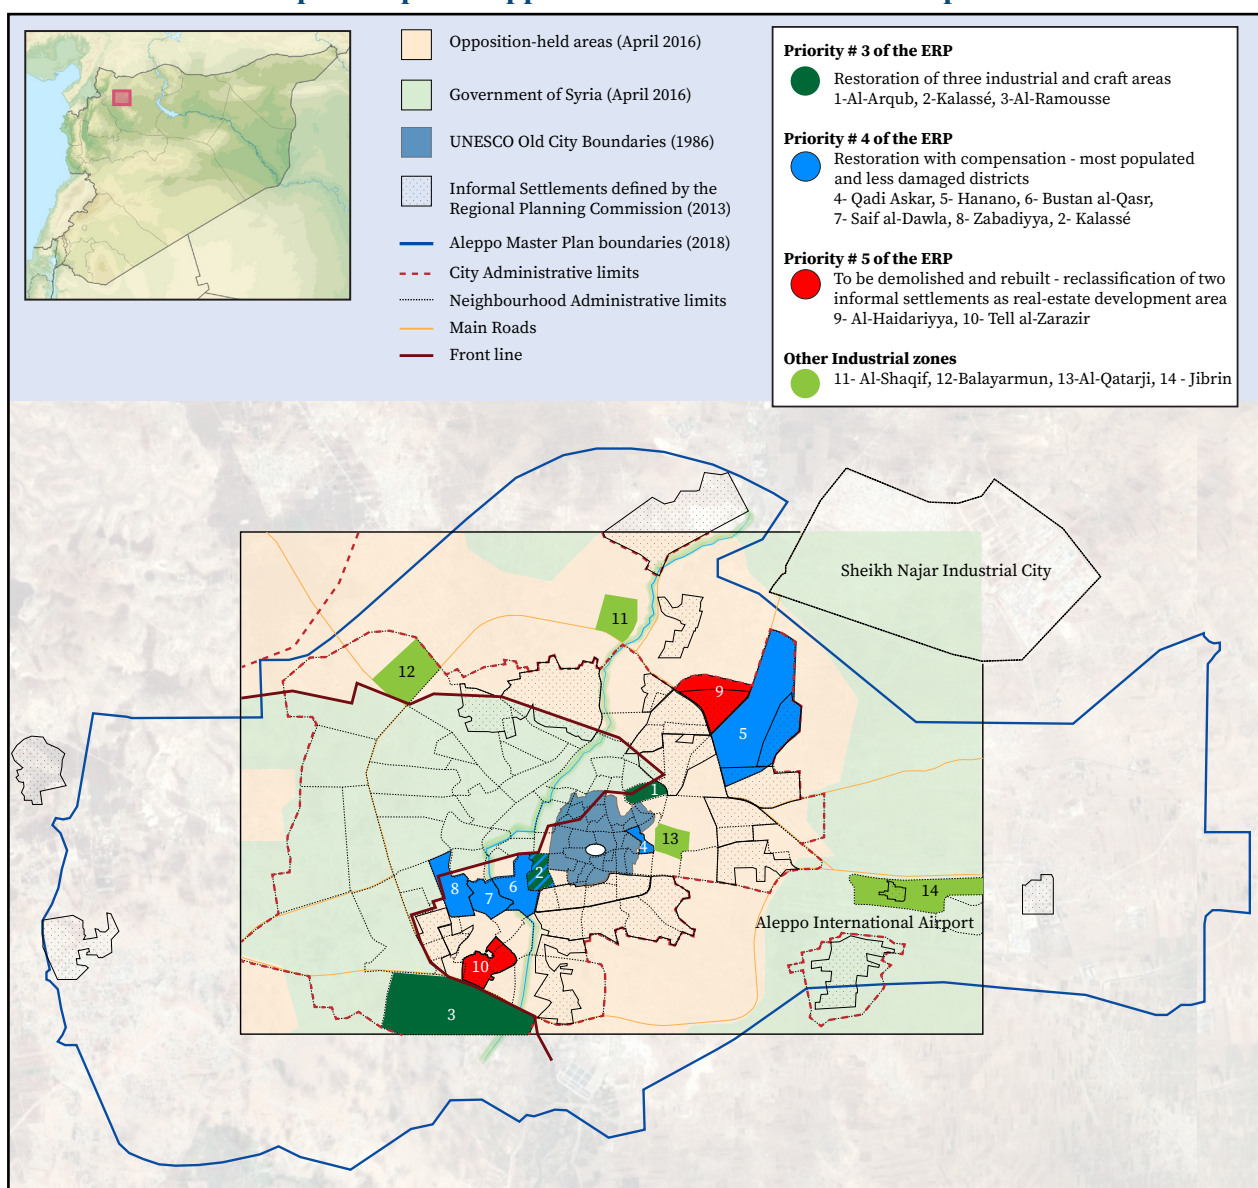 Opposition-held areas (April 2016)
Government of Syria (April 2016)
UNESCO Old City Boundaries (1986)
Informal Settlements defined by the
Regional Planning Commission (2013)
Aleppo Master Plan boundaries (2018)
City Administrative limits
Neighbourhood Administrative limits
Main Roads
Front line
Priority # 3 of the ERP
Restoration of three industrial and craft areas
1-Al-Arqub, 2-Kalassé, 3-Al-Ramousse
Priority # 4 of the ERP
Restoration with compensation - most populated
and less damaged districts
4- Qadi Askar, 5- Hanano, 6- Bustan al-Qasr,
7- Saif al-Dawla, 8- Zabadiyya, 2- Kalassé
Priority # 5 of the ERP
To be demolished and rebuilt - reclassification of two
informal settlements as real-estate development area
9- Al-Haidariyya, 10- Tell al-Zarazir
Other Industrial zones
11- Al-Shaqif, 12-Balayarmun, 13-Al-Qatarji, 14 - Jibrin
Sheikh Najar Industrial City
11
12
9
5
1
13
4
2
8
7
6
14
Aleppo International Airport
10
3